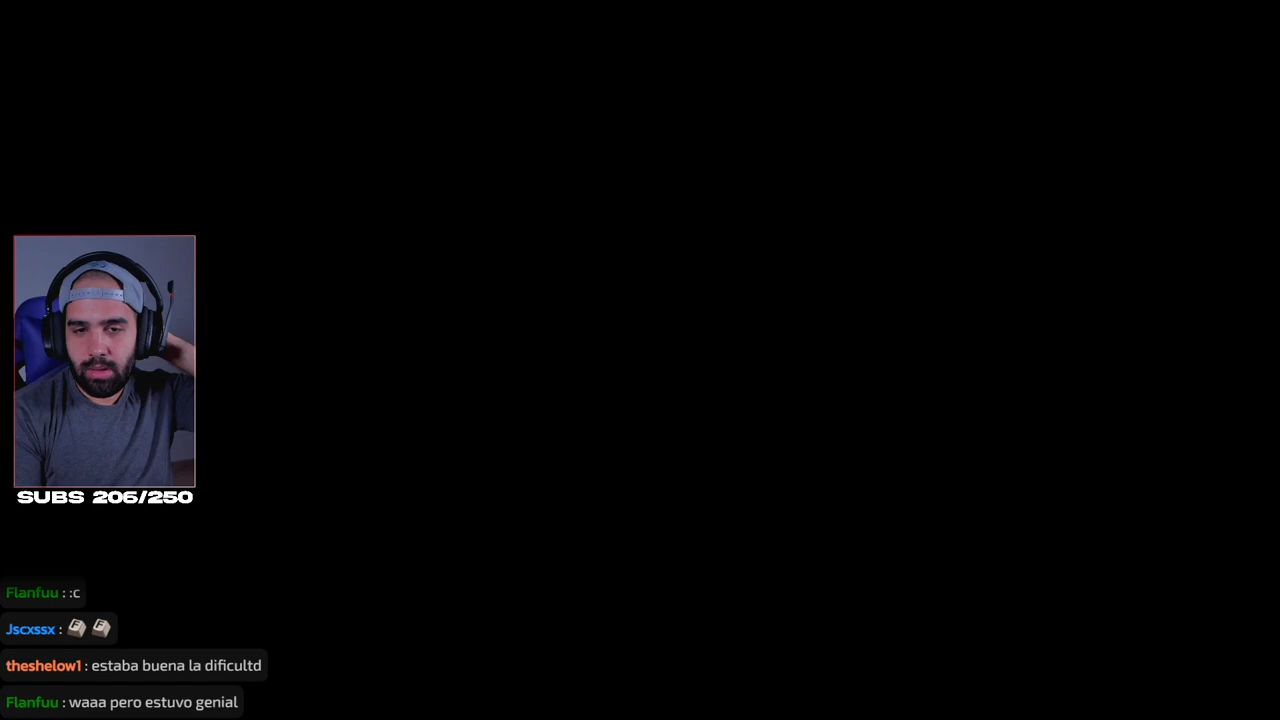 SUBS 206/250
Flanfuu : :c
Jscxssx : F F
theshelow1 : estaba buena la dificultd
Flanfuu : waaa pero estuvo genial